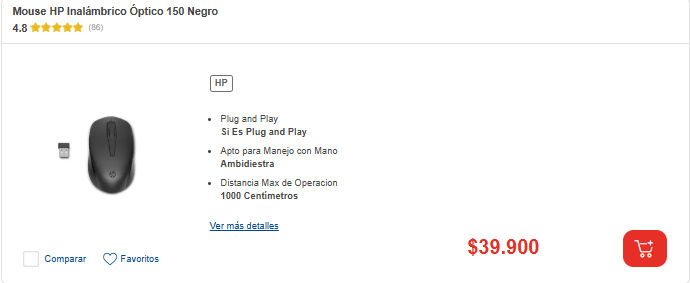 Mouse HP Inalámbrico Óptico 150 Negro
4.8 (86)
HP
Plug and Play
Si Es Plug and Play
Apto para Manejo con Mano
Ambidiestra
Distancia Max de Operacion
1000 Centimetros
Ver más detalles
$39.900
Comparar
Favoritos